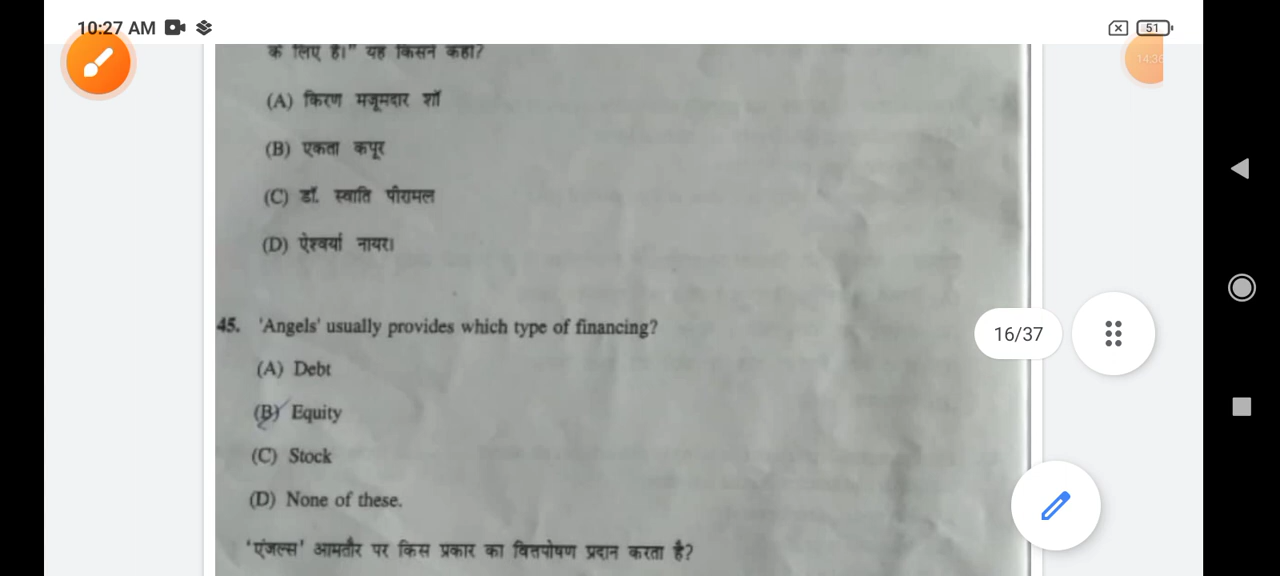 10:27 AM
51
14:36
के लिए है।" यह किसने कहा?
(A) किरण मजूमदार शॉ
(B) एकता कपूर
(C) डॉ. स्वाति पीरामल
(D) ऐश्वर्या नायर।
45. 'Angels' usually provides which type of financing?
16/37
(A) Debt
(B) Equity
(C) Stock
(D) None of these.
'एंजल्स' आमतौर पर किस प्रकार का वित्तपोषण प्रदान करता है?